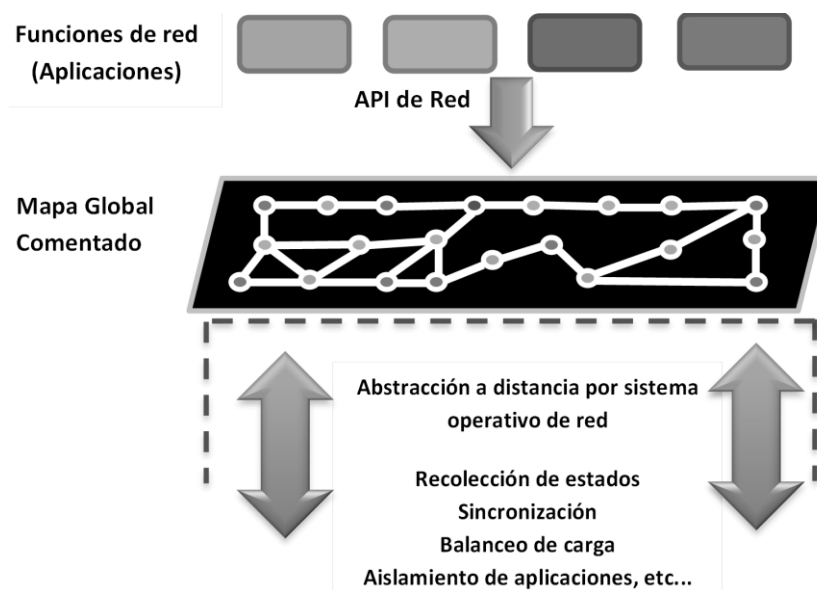 Funciones de red
(Aplicaciones)
API de Red
Mapa Global
Comentado
Abstracción a distancia por sistema
operativo de red
Recolección de estados
Sincronización
Balanceo de carga
Aislamiento de aplicaciones, etc...